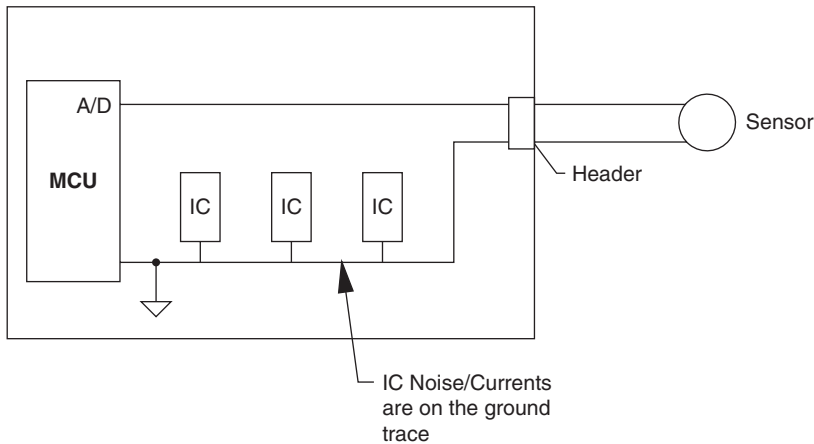 A/D
Sensor
MCU
Header
IC
IC
IC
IC Noise/Currents
are on the ground
trace